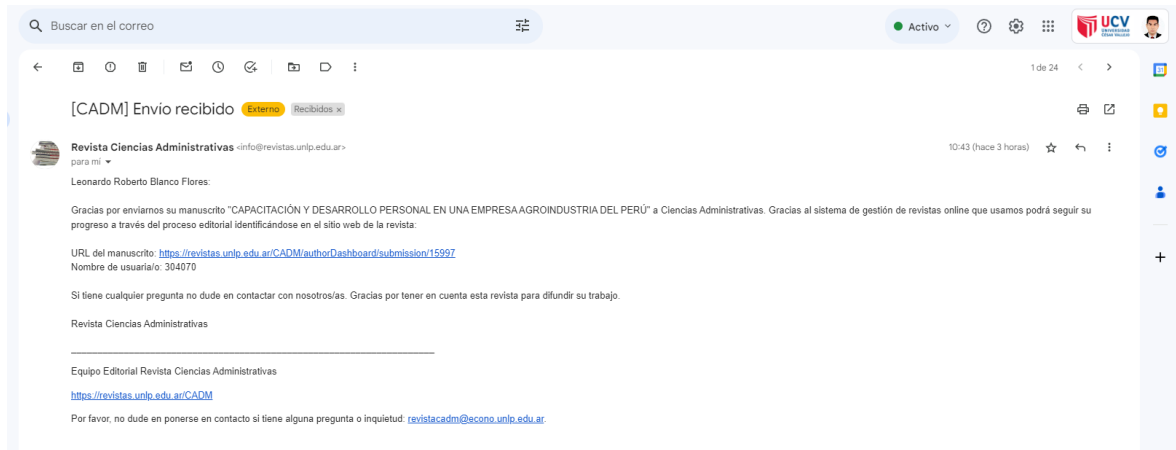 Buscar en el correo
Activo
UCV
UNIVERSIDAD
CÉSAR VALLEJO
1 de 24
[CADM] Envío recibido Externo Recibidos x
Revista Ciencias Administrativas <info@revistas.unlp.edu.ar>
10:43 (hace 3 horas)
para mí
Leonardo Roberto Blanco Flores:
Gracias por enviarnos su manuscrito "CAPACITACIÓN Y DESARROLLO PERSONAL EN UNA EMPRESA AGROINDUSTRIA DEL PERÚ" a Ciencias Administrativas. Gracias al sistema de gestión de revistas online que usamos podrá seguir su
progreso a través del proceso editorial identificándose en el sitio web de la revista:
URL del manuscrito: https://revistas.unlp.edu.ar/CADM/authorDashboard/submission/15997
Nombre de usuaria/o: 304070
Si tiene cualquier pregunta no dude en contactar con nosotros/as. Gracias por tener en cuenta esta revista para difundir su trabajo.
Revista Ciencias Administrativas
Equipo Editorial Revista Ciencias Administrativas
https://revistas.unlp.edu.ar/CADM
Por favor, no dude en ponerse en contacto si tiene alguna pregunta o inquietud: revistacadm@econo.unlp.edu.ar.